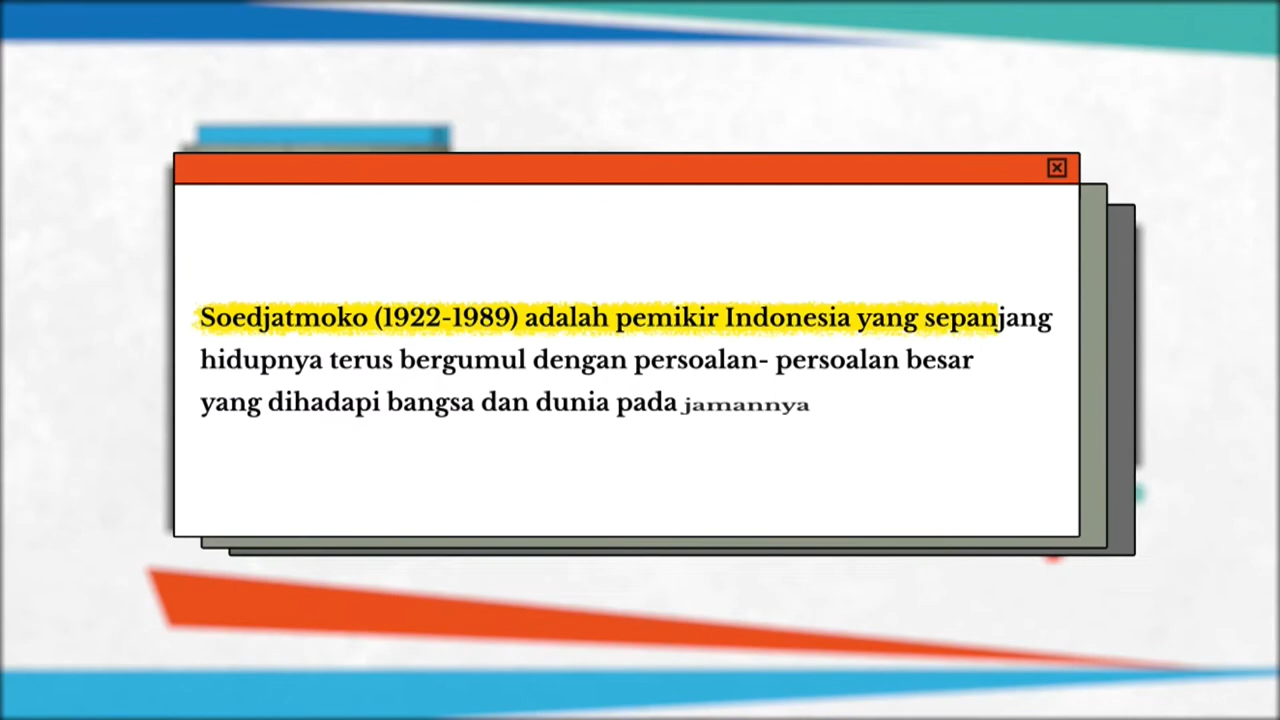 Soedjatmoko (1922-1989) adalah pemikir Indonesia yang sepanjang
hidupnya terus bergumul dengan persoalan- persoalan besar
yang dihadapi bangsa dan dunia pada jamannya